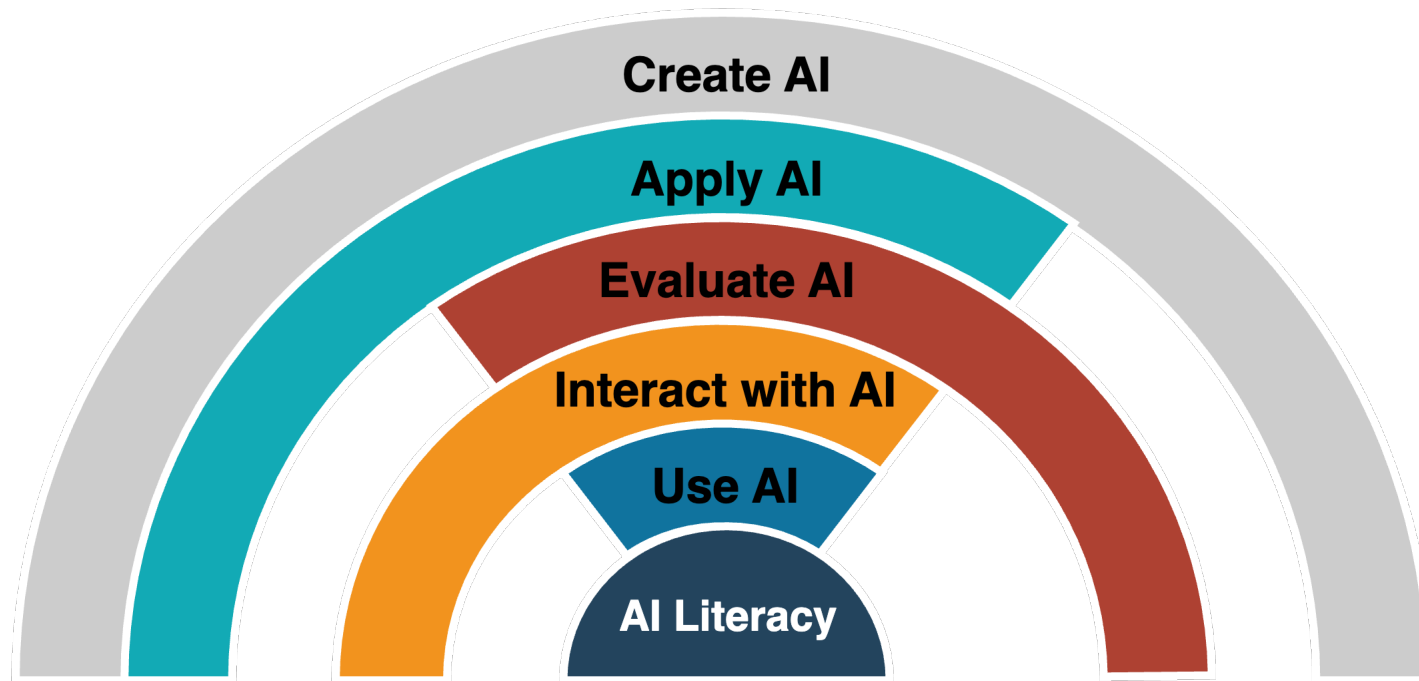 Create AI
Apply AI
Evaluate AI
Interact with AI
Use AI
AI Literacy